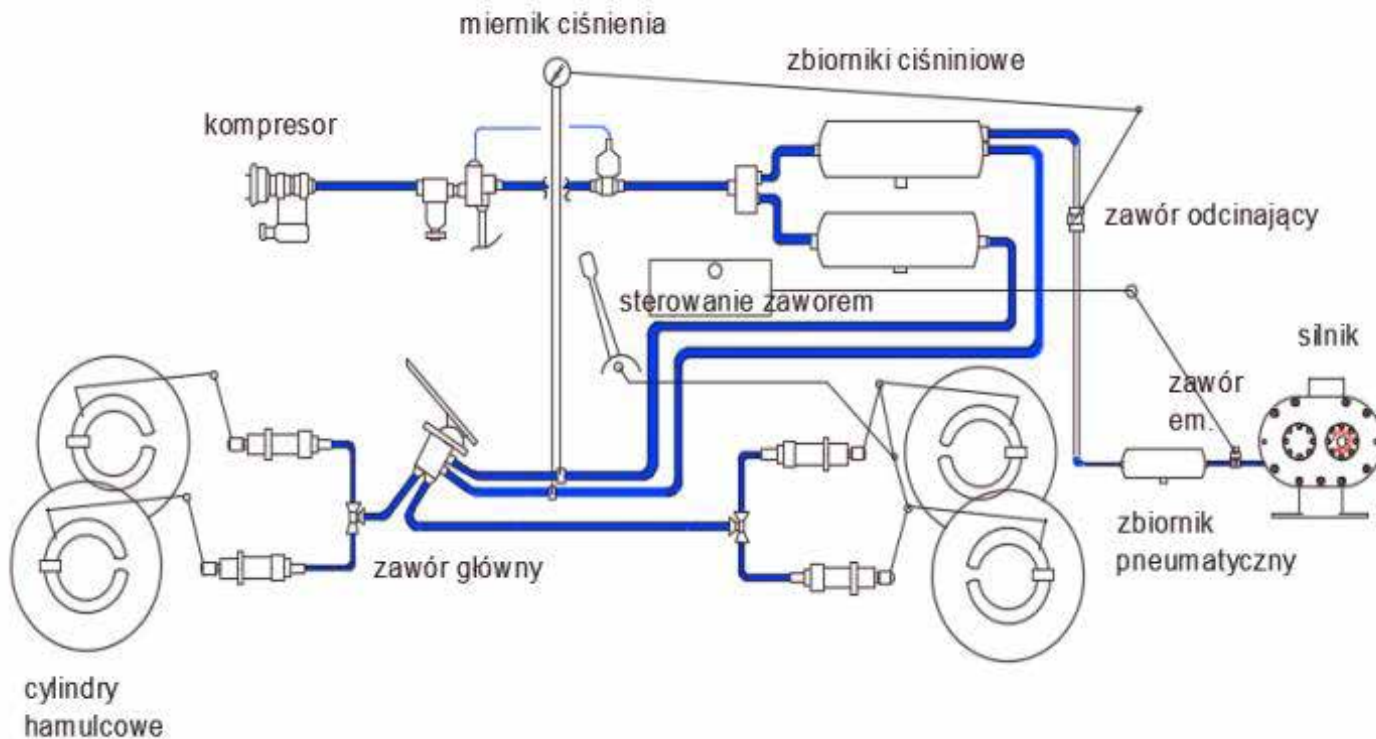 miernik ciśnienia
zbiorniki ciśniniowe
kompresor
zawór odcinający
sterowanie zaworem
silnik
zawór
em.
zbiornik
pneumatyczny
zawór główny
cylindry
hamulcowe